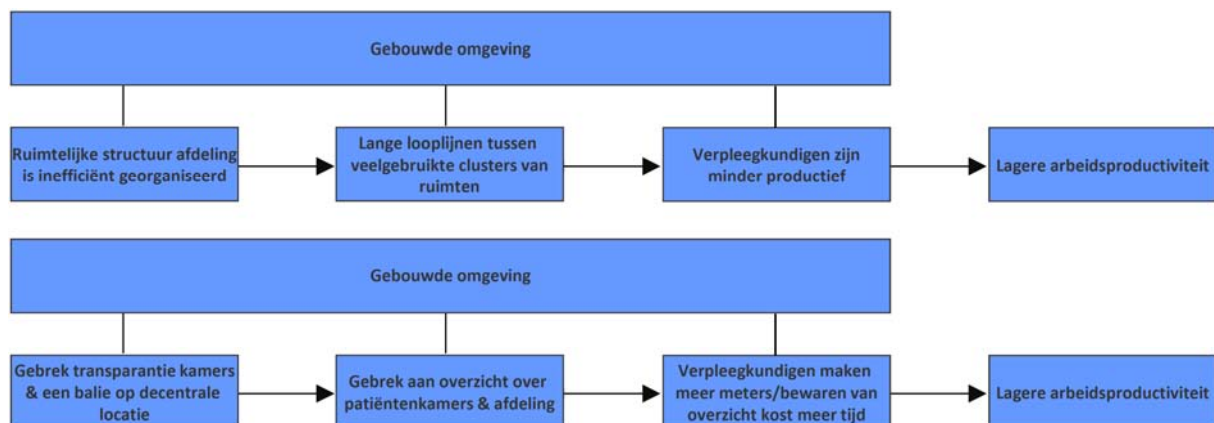 Gebouwde omgeving
Ruimtelijke structuur afdeling
is inefficiënt georganiseerd
Lange looplijnen tussen
veelgebruikte clusters van
ruimten
Verpleegkundigen zijn
minder productief
Lagere arbeidsproductiviteit
Gebouwde omgeving
Gebrek transparantie kamers
& een balie op decentrale
locatie
Gebrek aan overzicht over
patiëntenkamers & afdeling
Verpleegkundigen maken
meer meters/bewaren van
overzicht kost meer tijd
Lagere arbeidsproductiviteit